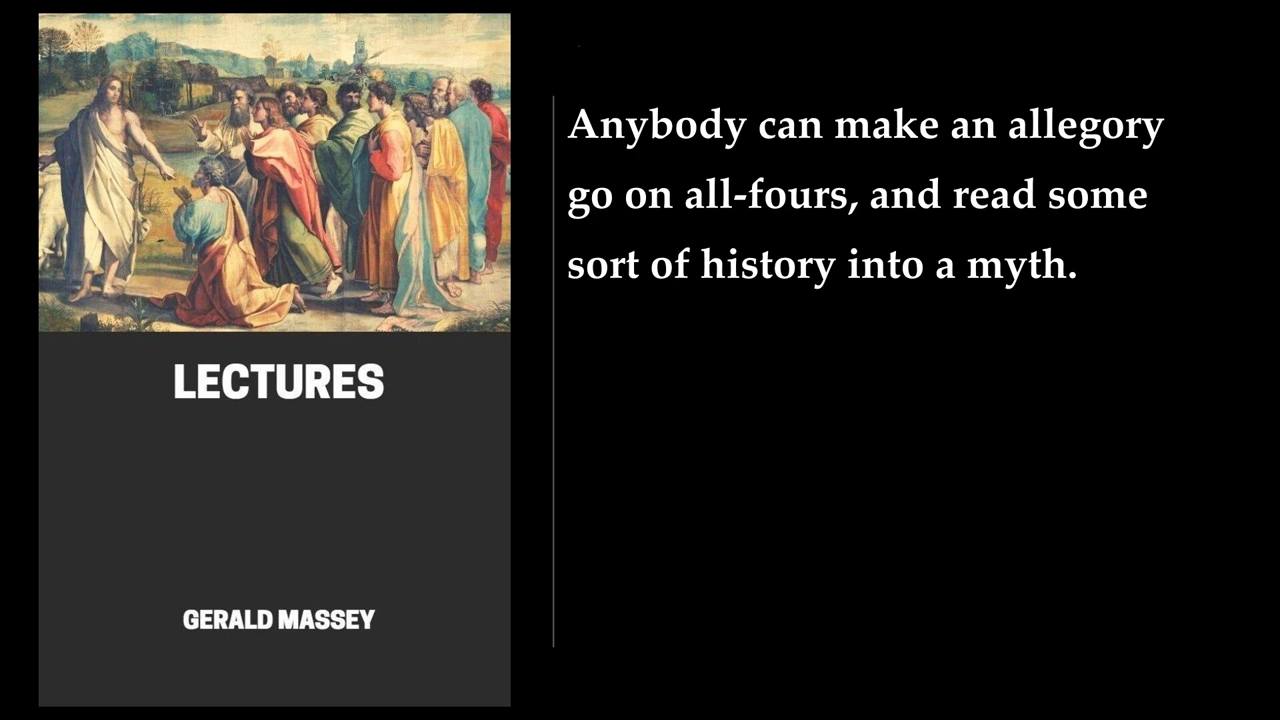 LECTURES
GERALD MASSEY
Anybody can make an allegory
go on all-fours, and read some
sort of history into a myth.